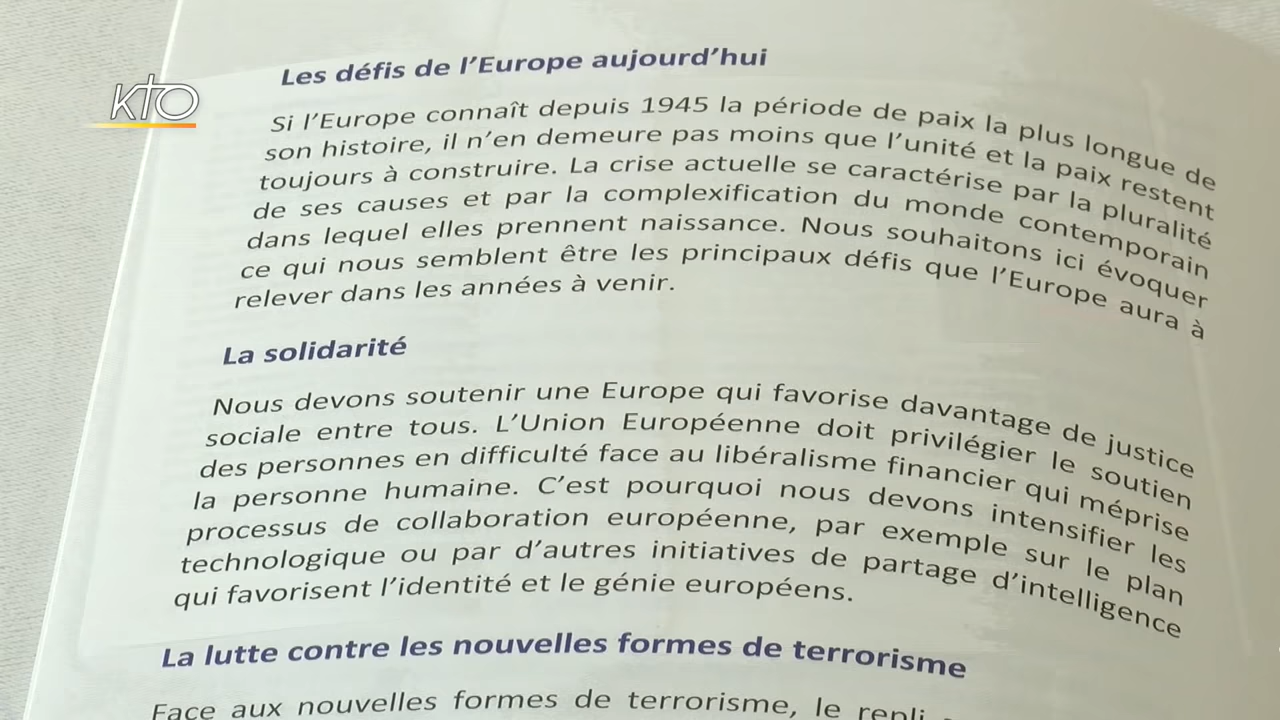 KTO
Les défis de l'Europe aujourd'hui
Si l'Europe connaît depuis 1945 la période de paix la plus longue de
son histoire, il n'en demeure pas moins que l'unité et la paix restent
toujours à construire. La crise actuelle se caractérise par la pluralité
de ses causes et par la complexification du monde contemporain
dans lequel elles prennent naissance. Nous souhaitons ici évoquer
ce qui nous semblent être les principaux défis que l'Europe aura à
relever dans les années à venir.
La solidarité
Nous devons soutenir une Europe qui favorise davantage de justice
sociale entre tous. L'Union Européenne doit privilégier le soutien
des personnes en difficulté face au libéralisme financier qui méprise
la personne humaine. C'est pourquoi nous devons intensifier les
processus de collaboration européenne, par exemple sur le plan
technologique ou par d'autres initiatives de partage d'intelligence
qui favorisent l'identité et le génie européens.
La lutte contre les nouvelles formes de terrorisme
Face aux nouvelles formes de terrorisme, le repli